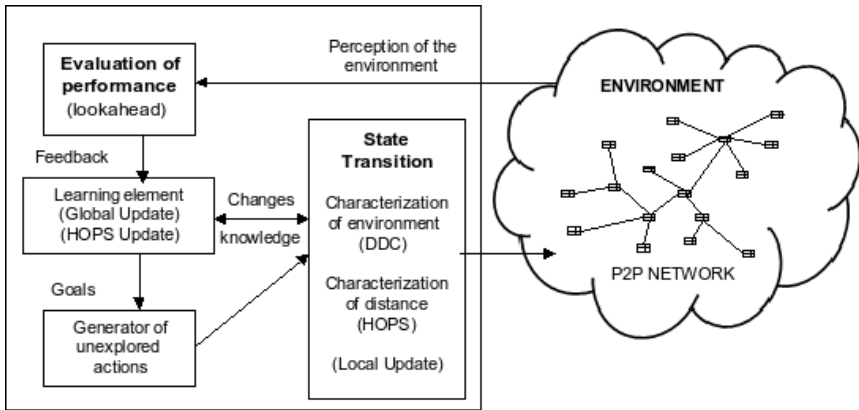 Evaluation of
performance
(lookahead)
Perception of the
environment
ENVIRONMENT
Feedback
State
Transition
Learning element
(Global Update)
(HOPS Update)
Changes
knowledge
Characterization
of environment
(DDC)
Characterization
of distance
(HOPS)
(Local Update)
Goals
Generator of
unexplored
actions
P2P NETWORK